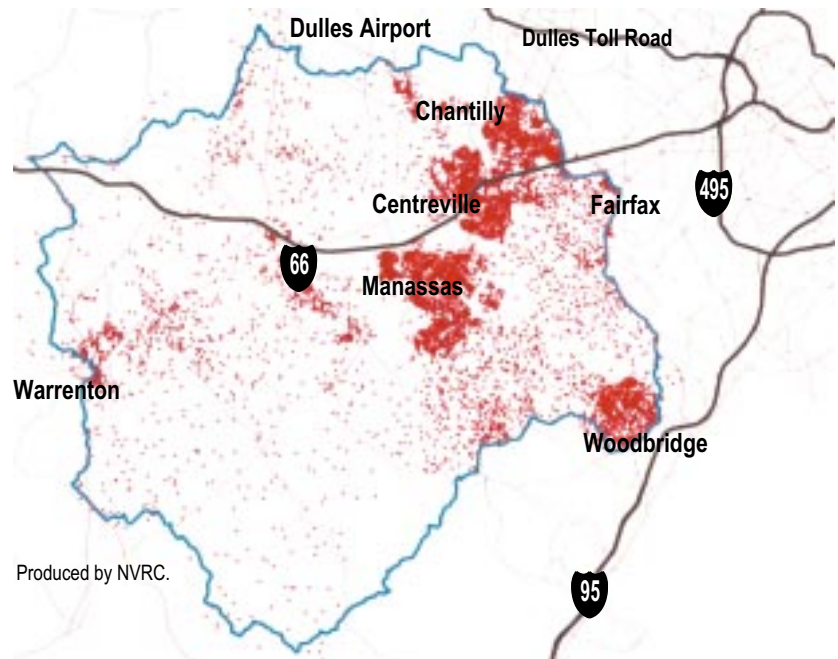 Dulles Airport
Dulles Toll Road
Chantilly
Centreville
Fairfax
495
66
Manassas
Warrenton
Woodbridge
Produced by NVRC.
95